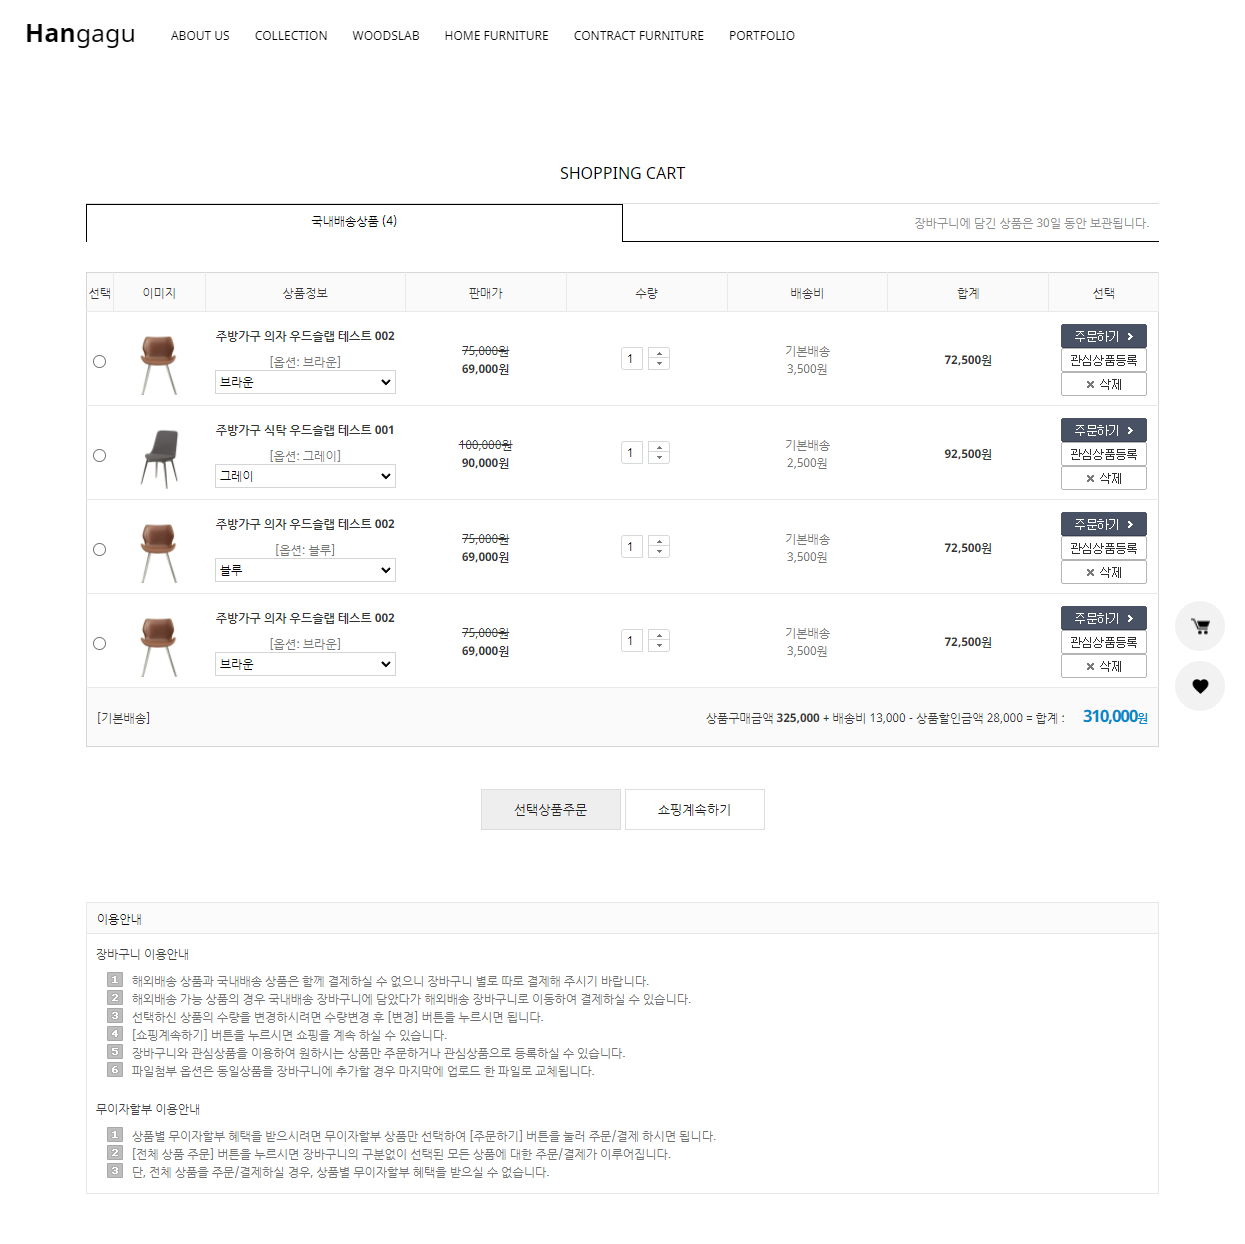 Hangagu ABOUT US COLLECTION WOODSLAB HOME FURNITURE CONTRACT FURNITURE PORTFOLIO
SHOPPING CART
국내배송상품 (4) 장바구니에 담긴 상품은 30일 동안 보관됩니다.
선택 이미지 상품정보 판매가 수량 배송비 합계 선택
주방가구 의자 우드슬랩 테스트 002
[옵션: 브라운]
브라운
75,000원
69,000원
1
기본배송
3,500원
72,500원
주문하기
관심상품등록
삭제
주방가구 식탁 우드슬랩 테스트 001
[옵션: 그레이]
그레이
100,000원
90,000원
1
기본배송
2,500원
92,500원
주문하기
관심상품등록
삭제
주방가구 의자 우드슬랩 테스트 002
[옵션: 블루]
블루
75,000원
69,000원
1
기본배송
3,500원
72,500원
주문하기
관심상품등록
삭제
주방가구 의자 우드슬랩 테스트 002
[옵션: 브라운]
브라운
75,000원
69,000원
1
기본배송
3,500원
72,500원
주문하기
관심상품등록
삭제
[기본배송] 상품구매금액 325,000 + 배송비 13,000 - 상품할인금액 28,000 = 합계 : 310,000원
선택상품주문 쇼핑계속하기
이용안내
장바구니 이용안내
1 해외배송 상품과 국내배송 상품은 함께 결제하실 수 없으니 장바구니 별로 따로 결제해 주시기 바랍니다.
2 해외배송 가능 상품의 경우 국내배송 장바구니에 담았다가 해외배송 장바구니로 이동하여 결제하실 수 있습니다.
3 선택하신 상품의 수량을 변경하시려면 수량변경 후 [변경] 버튼을 누르시면 됩니다.
4 [쇼핑계속하기] 버튼을 누르시면 쇼핑을 계속 하실 수 있습니다.
5 장바구니와 관심상품을 이용하여 원하시는 상품만 주문하거나 관심상품으로 등록하실 수 있습니다.
6 파일첨부 옵션은 동일상품을 장바구니에 추가할 경우 마지막에 업로드 한 파일로 교체됩니다.
무이자할부 이용안내
1 상품별 무이자할부 혜택을 받으시려면 무이자할부 상품만 선택하여 [주문하기] 버튼을 눌러 주문/결제 하시면 됩니다.
2 [전체 상품 주문] 버튼을 누르시면 장바구니의 구분없이 선택된 모든 상품에 대한 주문/결제가 이루어집니다.
3 단, 전체 상품을 주문/결제하실 경우, 상품별 무이자할부 혜택을 받으실 수 없습니다.